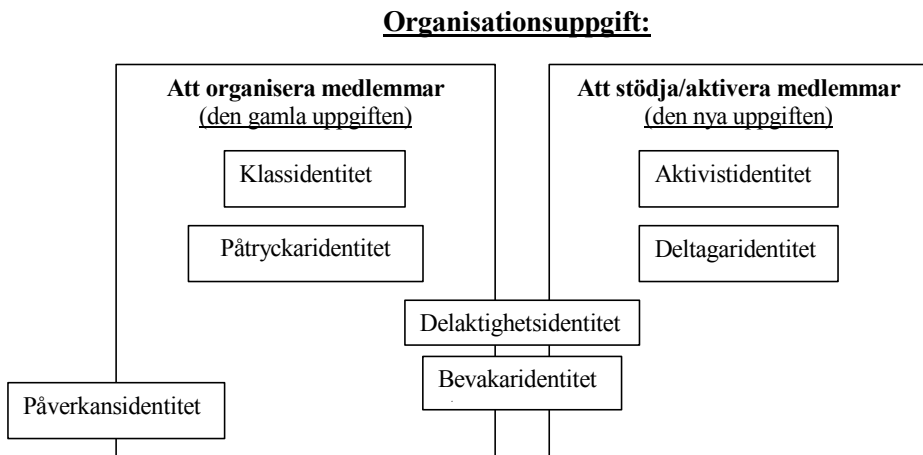 Organisationsuppgift:
Att organisera medlemmar
(den gamla uppgiften)
Att stödja/aktivera medlemmar
(den nya uppgiften)
Klassidentitet
Aktivistidentitet
Påtryckaridentitet
Deltagaridentitet
Delaktighetsidentitet
Bevakaridentitet
Påverkansidentitet